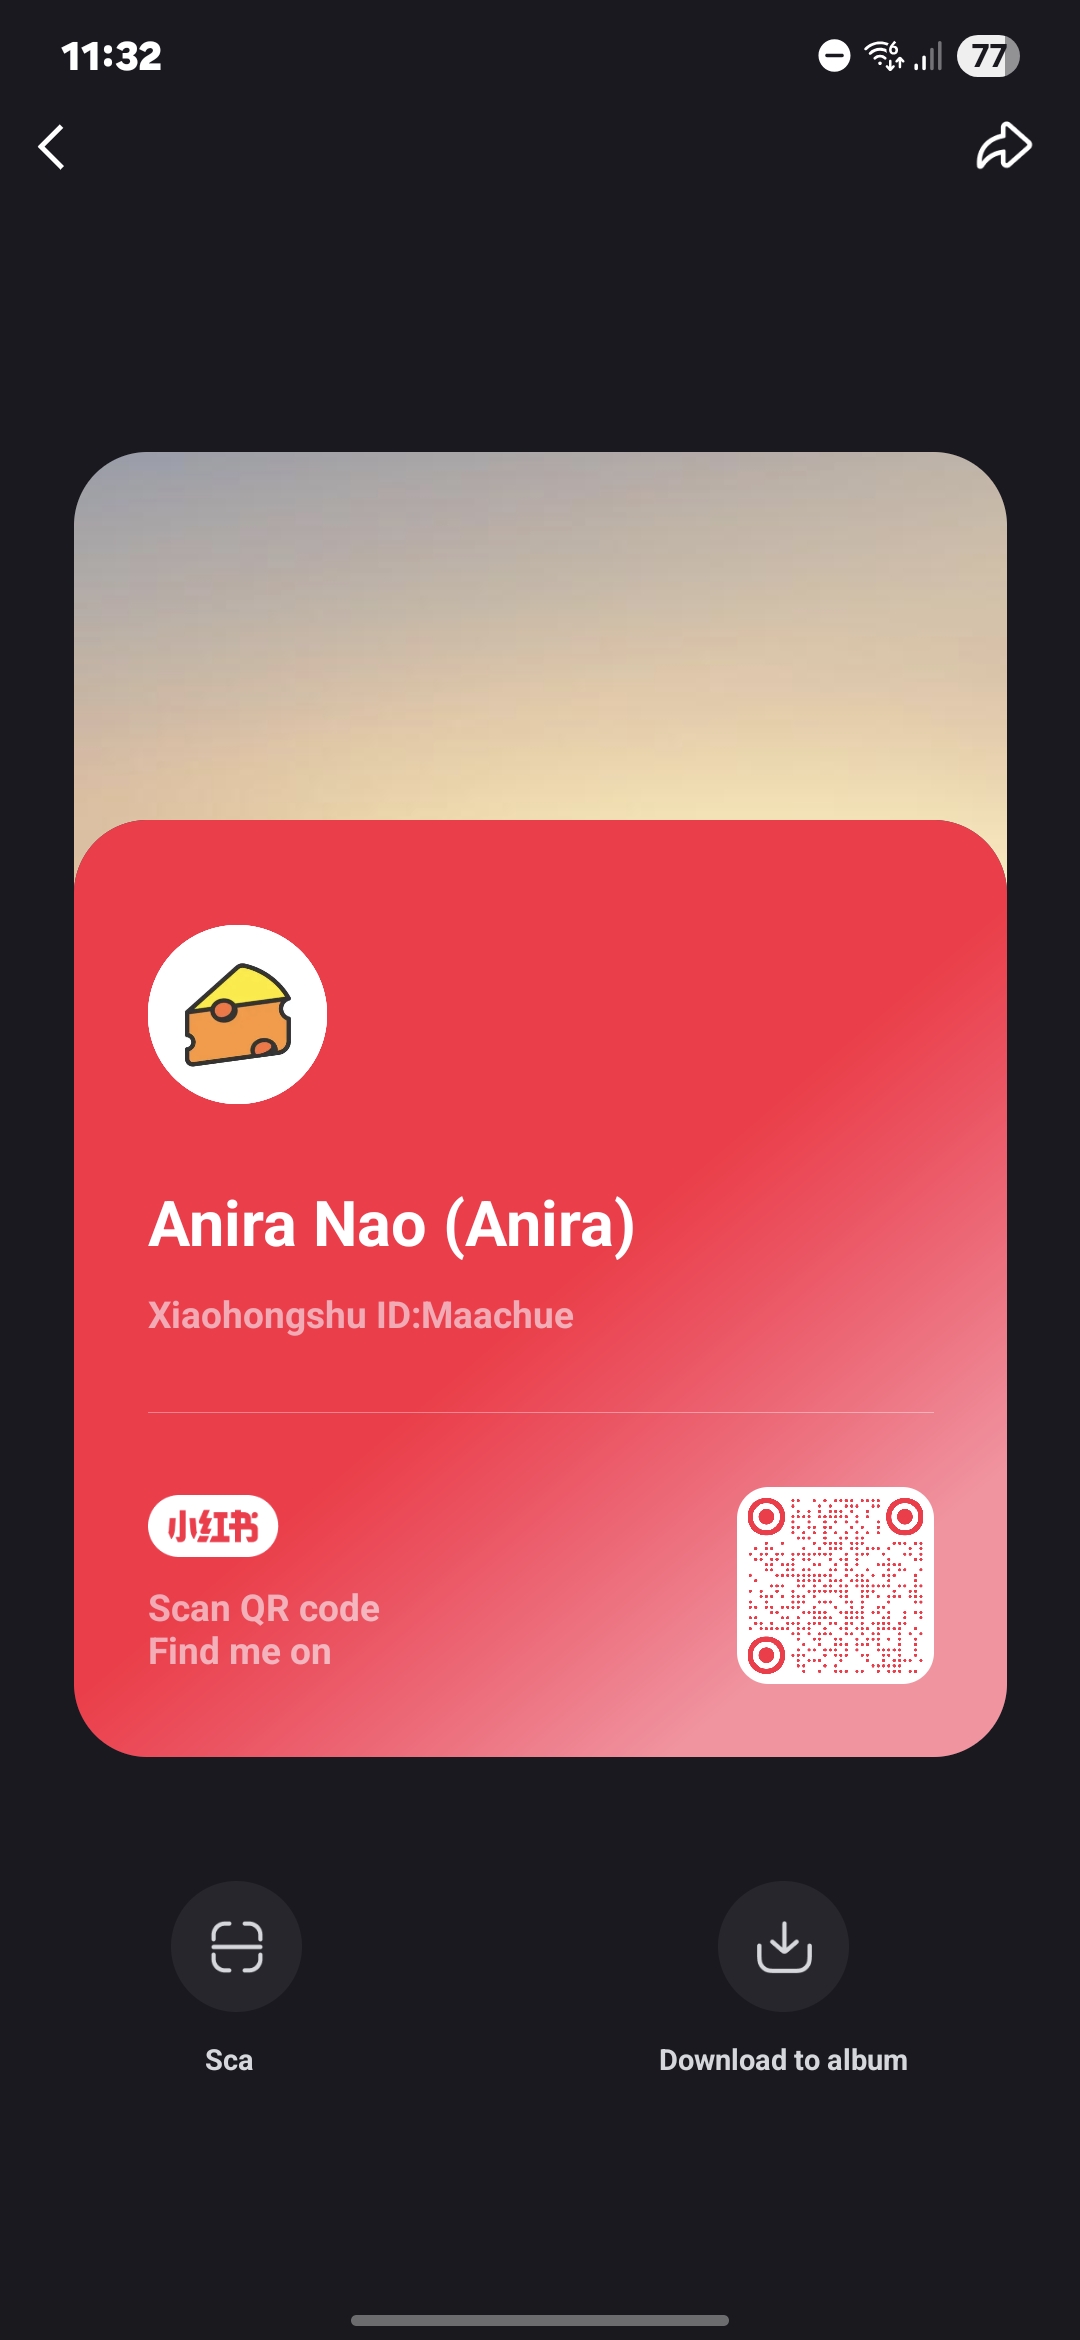 11:32
6
77
Anira Nao (Anira)
Xiaohongshu ID:Maachue
小红书
Scan QR code
Find me on
Sca
Download to album